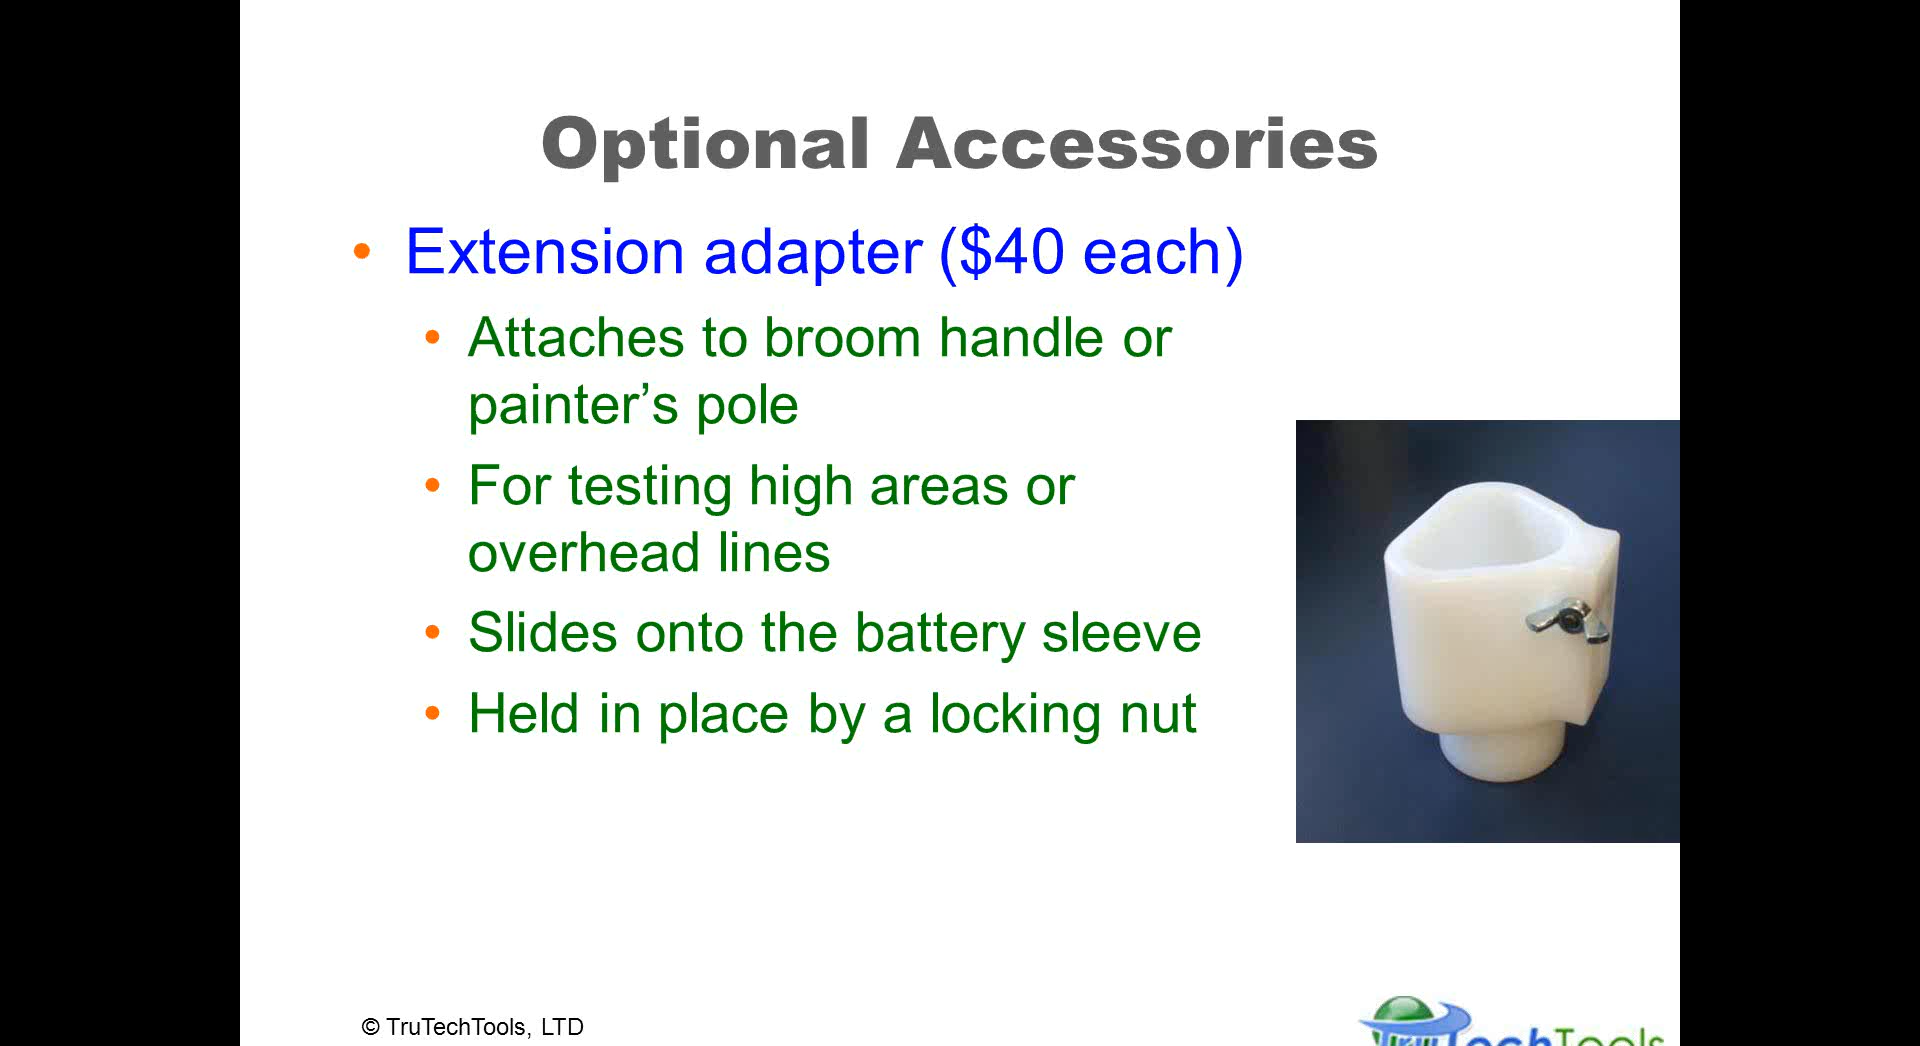 Optional Accessories
• Extension adapter ($40 each)
• Attaches to broom handle or
painter’s pole
• For testing high areas or
overhead lines
• Slides onto the battery sleeve
• Held in place by a locking nut
© TruTechTools, LTD
TechTools